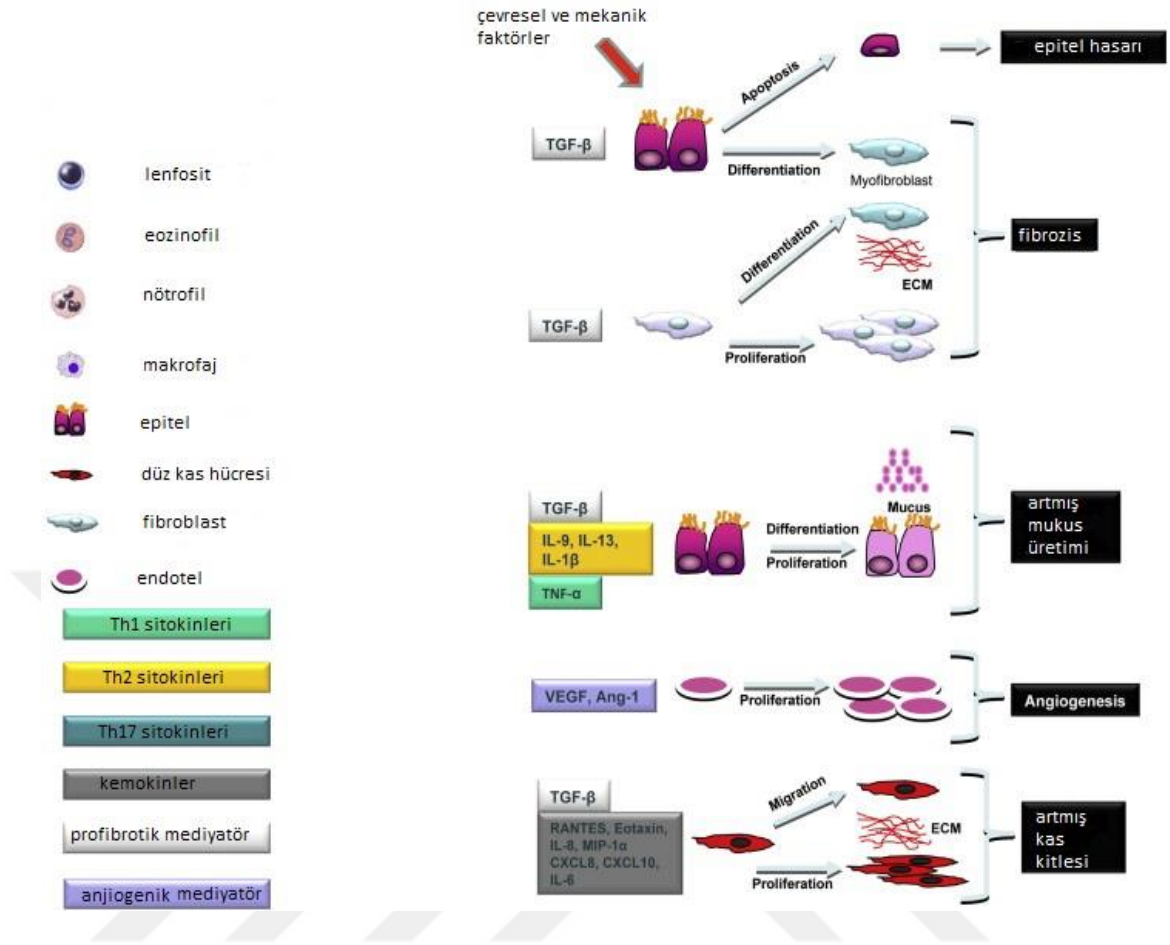 çevresel ve mekanik
faktörler
Apoptosis
epitel hasarı
TGF-β
Differentiation
Myofibroblast
Differentiation
ECM
fibrozis
TGF-β
Proliferation
lenfosit
eozinofil
nötrofil
makrofaj
epitel
düz kas hücresi
fibroblast
endotel
Th1 sitokinleri
Th2 sitokinleri
Th17 sitokinleri
kemokinler
profibrotik mediyatör
anjiogenik mediyatör
TGF-β
IL-9, IL-13,
IL-1β
TNF-α
Differentiation
Proliferation
Mucus
artmış
mukus
üretimi
VEGF, Ang-1
Proliferation
Angiogenesis
TGF-β
RANTES, Eotaxin,
IL-8, MIP-1α
CXCL8, CXCL10,
IL-6
Migration
ECM
Proliferation
artmış
kas
kitlesi